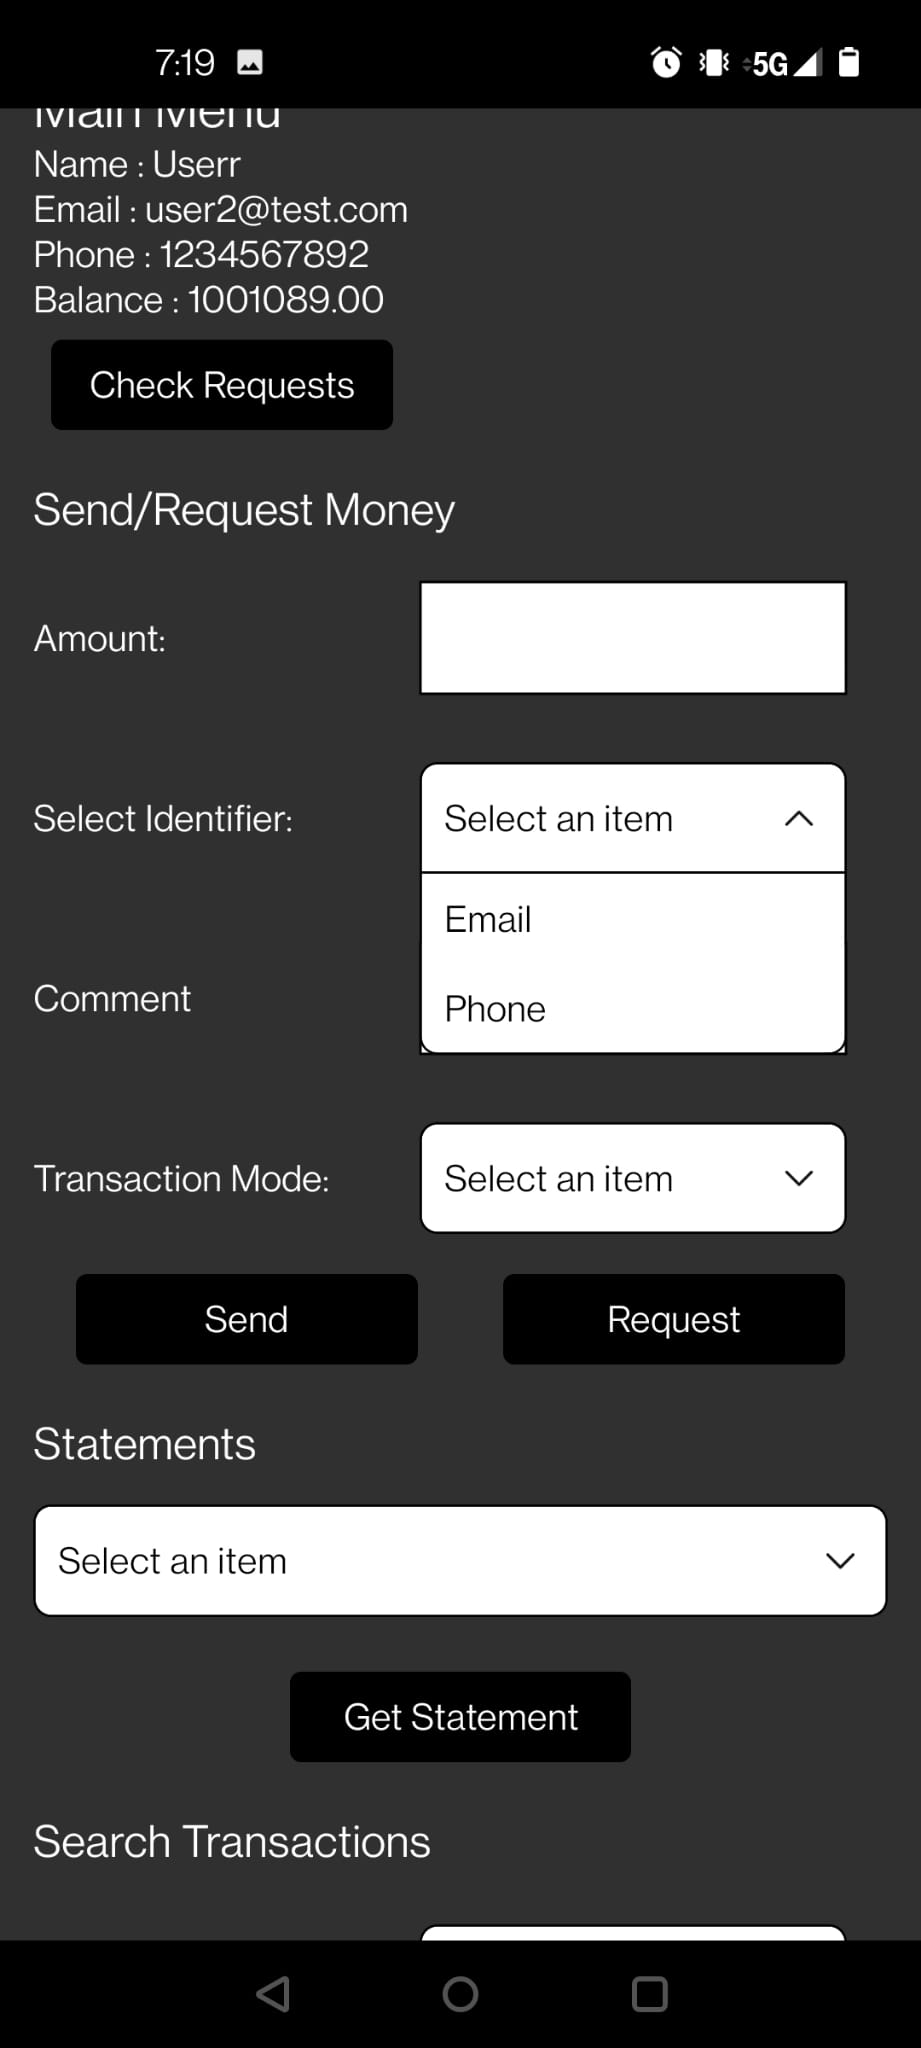 7:19 5G
Main Menu
Name : Userr
Email : user2@test.com
Phone : 1234567892
Balance : 1001089.00
Check Requests
Send/Request Money
Amount:
Select Identifier: Select an item
Email
Comment
Phone
Transaction Mode: Select an item
Send Request
Statements
Select an item
Get Statement
Search Transactions